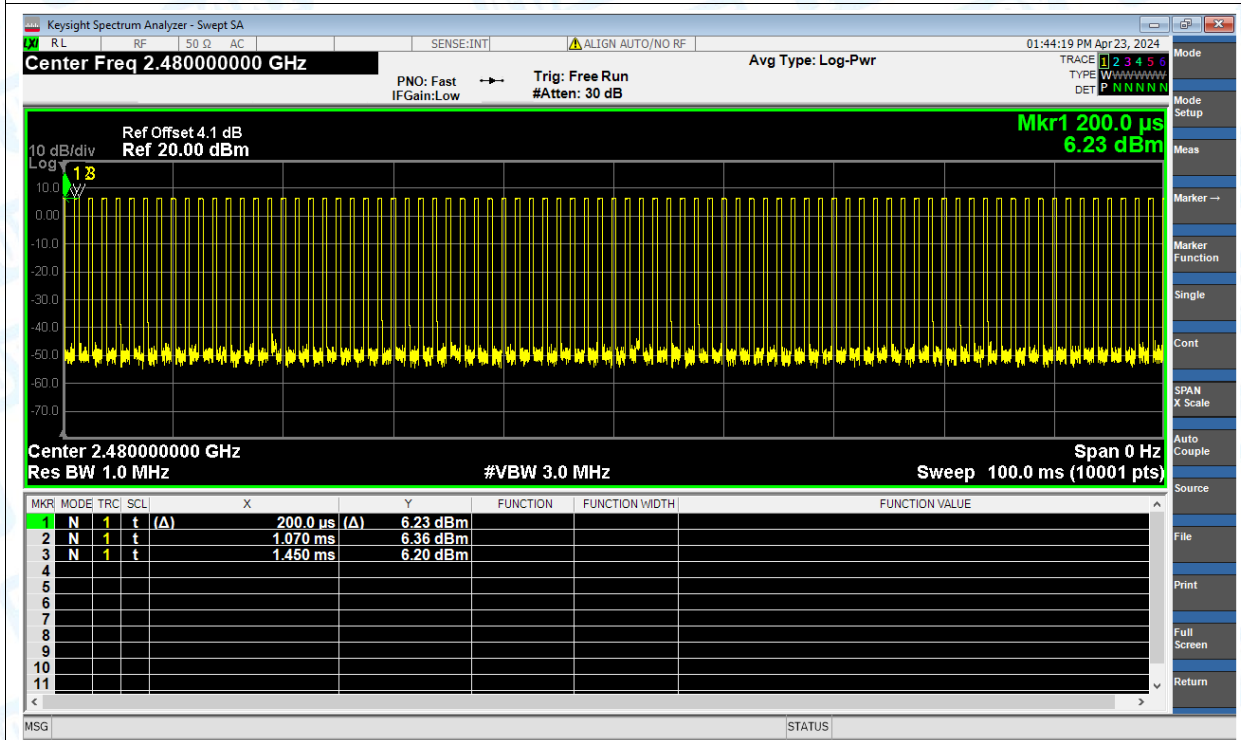 Keysight Spectrum Analyzer - Swept SA
LXI RL RF 50 Ω AC SENSE:INT ALIGN AUTO/NO RF 01:44:19 PM Apr 23, 2024
Center Freq 2.480000000 GHz
PNO: Fast
IFGain:Low
Trig: Free Run
#Atten: 30 dB
Avg Type: Log-Pwr
TRACE 1 2 3 4 5 6
TYPE WWWWWW
DET P N N N N N
Mkr1 200.0 µs
6.23 dBm
Ref Offset 4.1 dB
10 dB/div Ref 20.00 dBm
Log
1
3
10.0
0.00
-10.0
-20.0
-30.0
-40.0
-50.0
-60.0
-70.0
Center 2.480000000 GHz Span 0 Hz
Res BW 1.0 MHz #VBW 3.0 MHz Sweep 100.0 ms (10001 pts)
MKR MODE TRC SCL X Y FUNCTION FUNCTION WIDTH FUNCTION VALUE
1 N 1 t (Δ) 200.0 µs (Δ) 6.23 dBm
2 N 1 t 1.070 ms 6.36 dBm
3 N 1 t 1.450 ms 6.20 dBm
4
5
6
7
8
9
10
11
MSG STATUS
Mode
Mode
Setup
Meas
Marker →
Marker
Function
Single
Cont
SPAN
X Scale
Auto
Couple
Source
File
Print
Full
Screen
Return